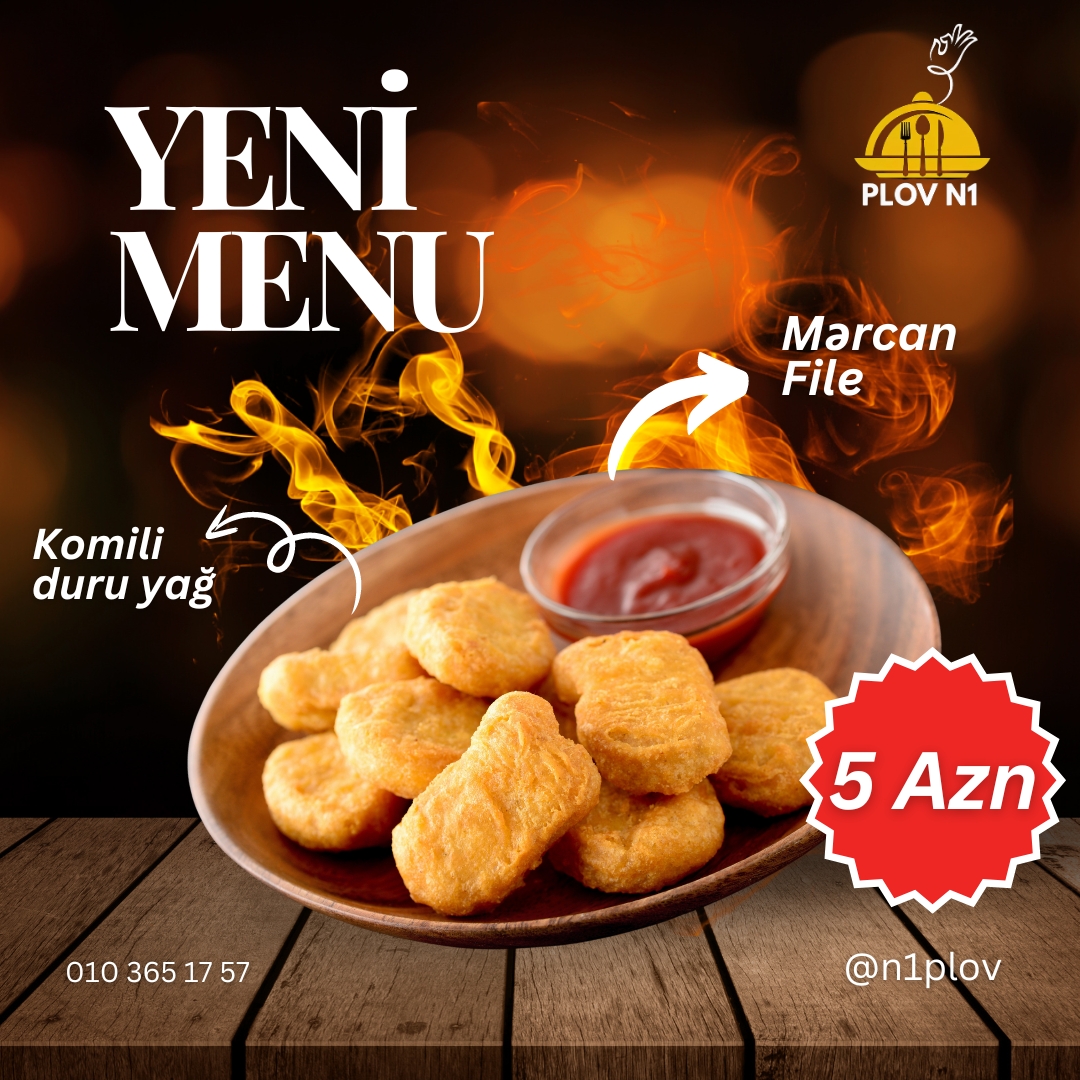 YENİ
MENU
PLOV N1
Mərcan
File
Komili
duru yağ
5 Azn
010 365 17 57
@n1plov